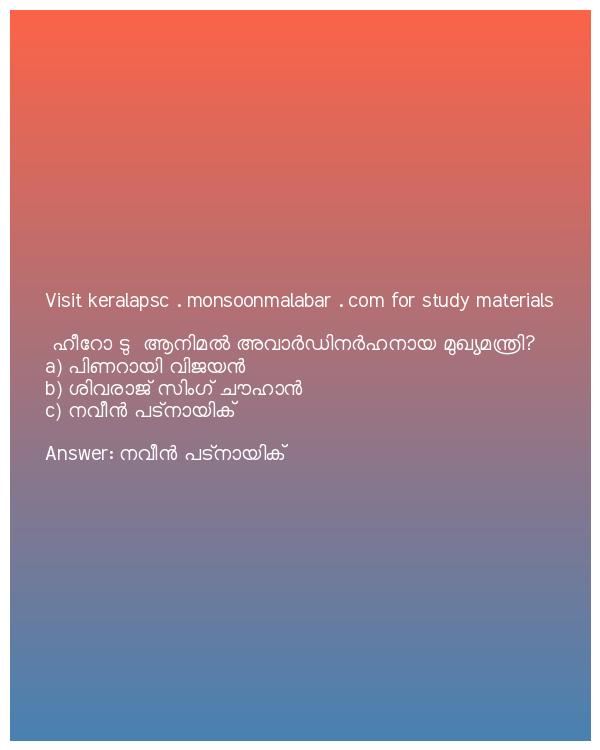 Visit keralapsc . monsoonmalabar . com for study materials
ഹീറോ ടു ആനിമൽ അവാർഡിനർഹനായ മുഖ്യമന്ത്രി?
a) പിണറായി വിജയൻ
b) ശിവരാജ് സിംഗ് ചൗഹാൻ
c) നവീൻ പട്നായിക്
Answer: നവീൻ പട്നായിക്